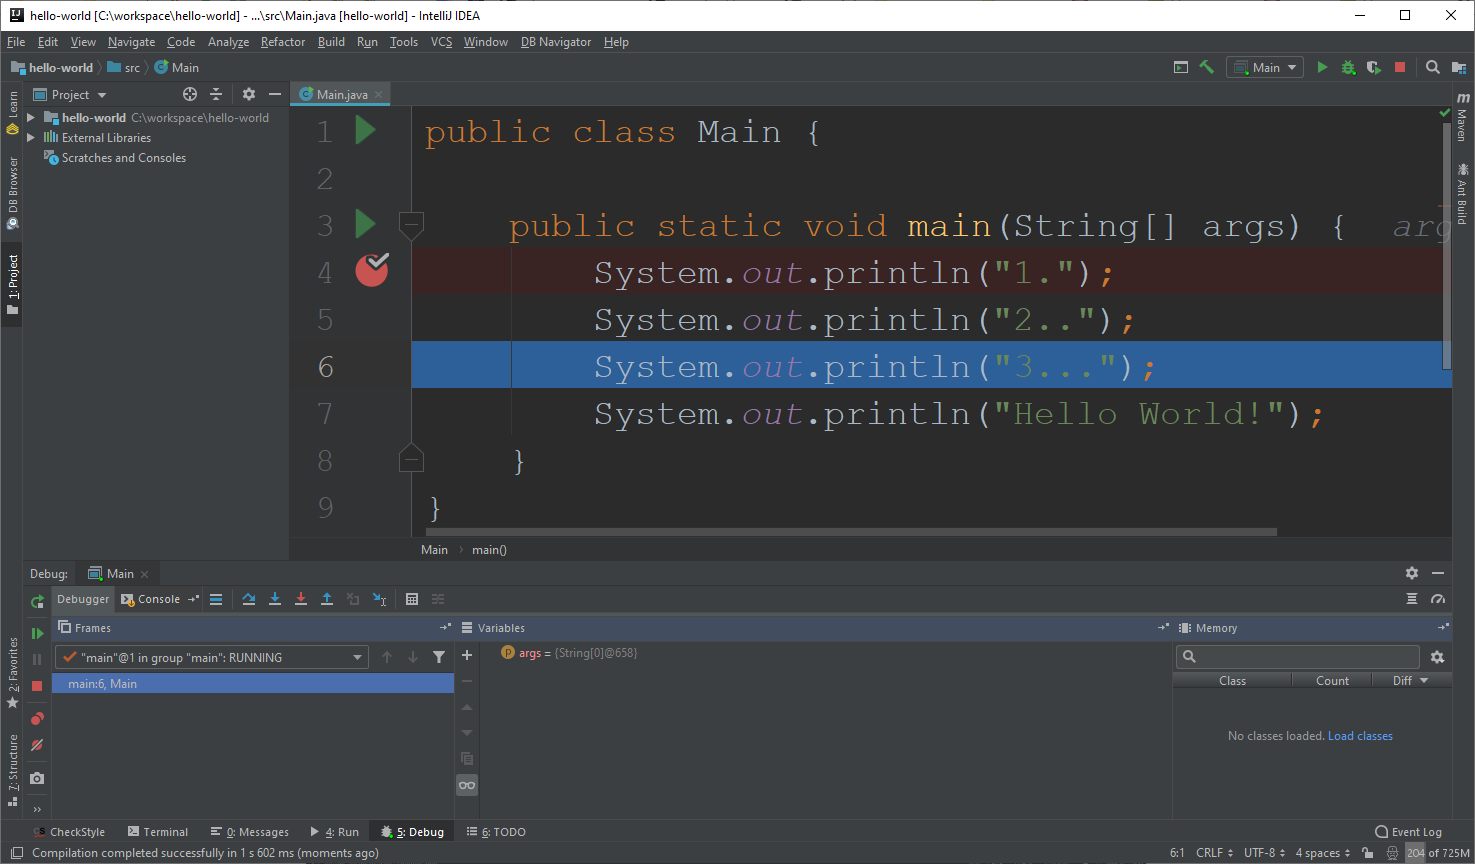 hello-world [C:\workspace\hello-world] - ...\src\Main.java [hello-world] - IntelliJ IDEA
File Edit View Navigate Code Analyze Refactor Build Run Tools VCS Window DB Navigator Help
hello-world src Main
Main
Project
Main.java
hello-world C:\workspace\hello-world
External Libraries
Scratches and Consoles
Learn
DB Browser
1: Project
2: Favorites
7: Structure
1 public class Main {
2
3 public static void main(String[] args) { arg
4 System.out.println("1.");
5 System.out.println("2..");
6 System.out.println("3...");
7 System.out.println("Hello World!");
8 }
9 }
Main main()
m Maven
Ant Build
Debug: Main
Debugger Console
Frames
Variables
Memory
"main"@1 in group "main": RUNNING
main:6, Main
args = {String[0]@658}
Class Count Diff
No classes loaded. Load classes
CheckStyle Terminal 0: Messages 4: Run 5: Debug 6: TODO
Event Log
Compilation completed successfully in 1 s 602 ms (moments ago)
6:1 CRLF UTF-8 4 spaces 204 of 725M